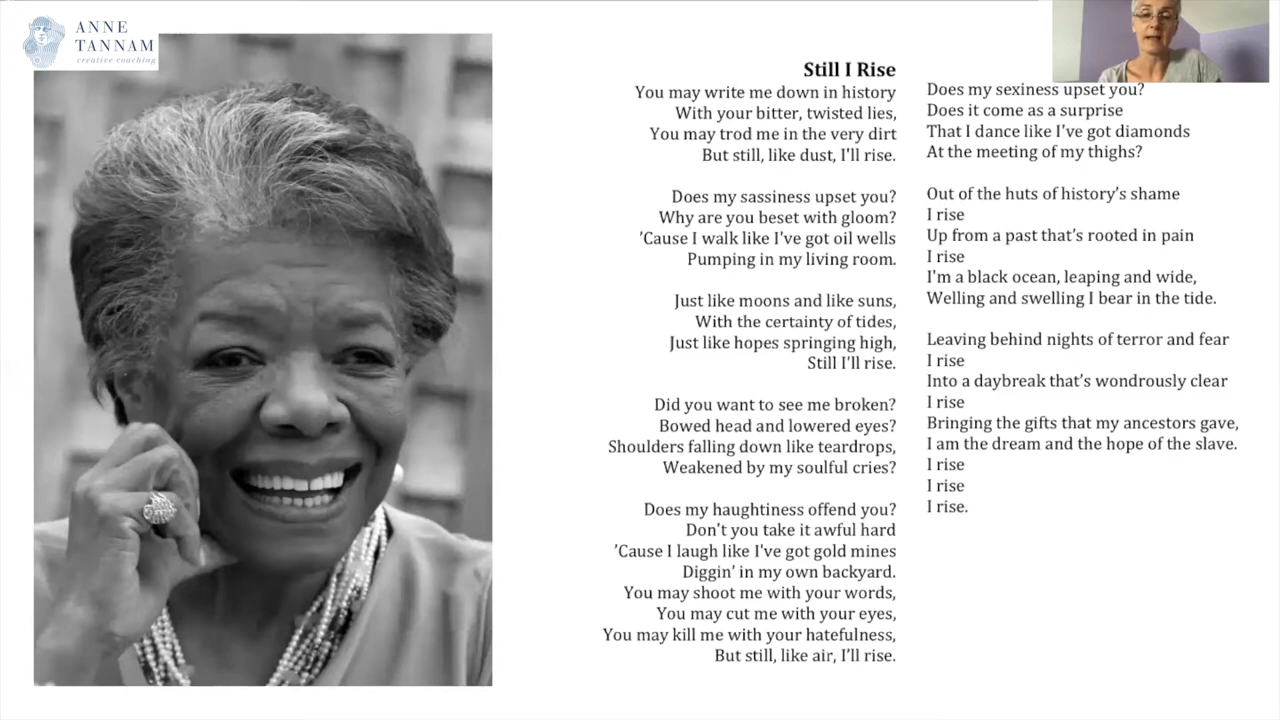 ANNE
TANNAM
creative coaching
Still I Rise
You may write me down in history
With your bitter, twisted lies,
You may trod me in the very dirt
But still, like dust, I'll rise.
Does my sassiness upset you?
Why are you beset with gloom?
’Cause I walk like I've got oil wells
Pumping in my living room.
Just like moons and like suns,
With the certainty of tides,
Just like hopes springing high,
Still I'll rise.
Did you want to see me broken?
Bowed head and lowered eyes?
Shoulders falling down like teardrops,
Weakened by my soulful cries?
Does my haughtiness offend you?
Don't you take it awful hard
’Cause I laugh like I've got gold mines
Diggin’ in my own backyard.
You may shoot me with your words,
You may cut me with your eyes,
You may kill me with your hatefulness,
But still, like air, I’ll rise.
Does my sexiness upset you?
Does it come as a surprise
That I dance like I've got diamonds
At the meeting of my thighs?
Out of the huts of history’s shame
I rise
Up from a past that’s rooted in pain
I rise
I'm a black ocean, leaping and wide,
Welling and swelling I bear in the tide.
Leaving behind nights of terror and fear
I rise
Into a daybreak that’s wondrously clear
I rise
Bringing the gifts that my ancestors gave,
I am the dream and the hope of the slave.
I rise
I rise
I rise.